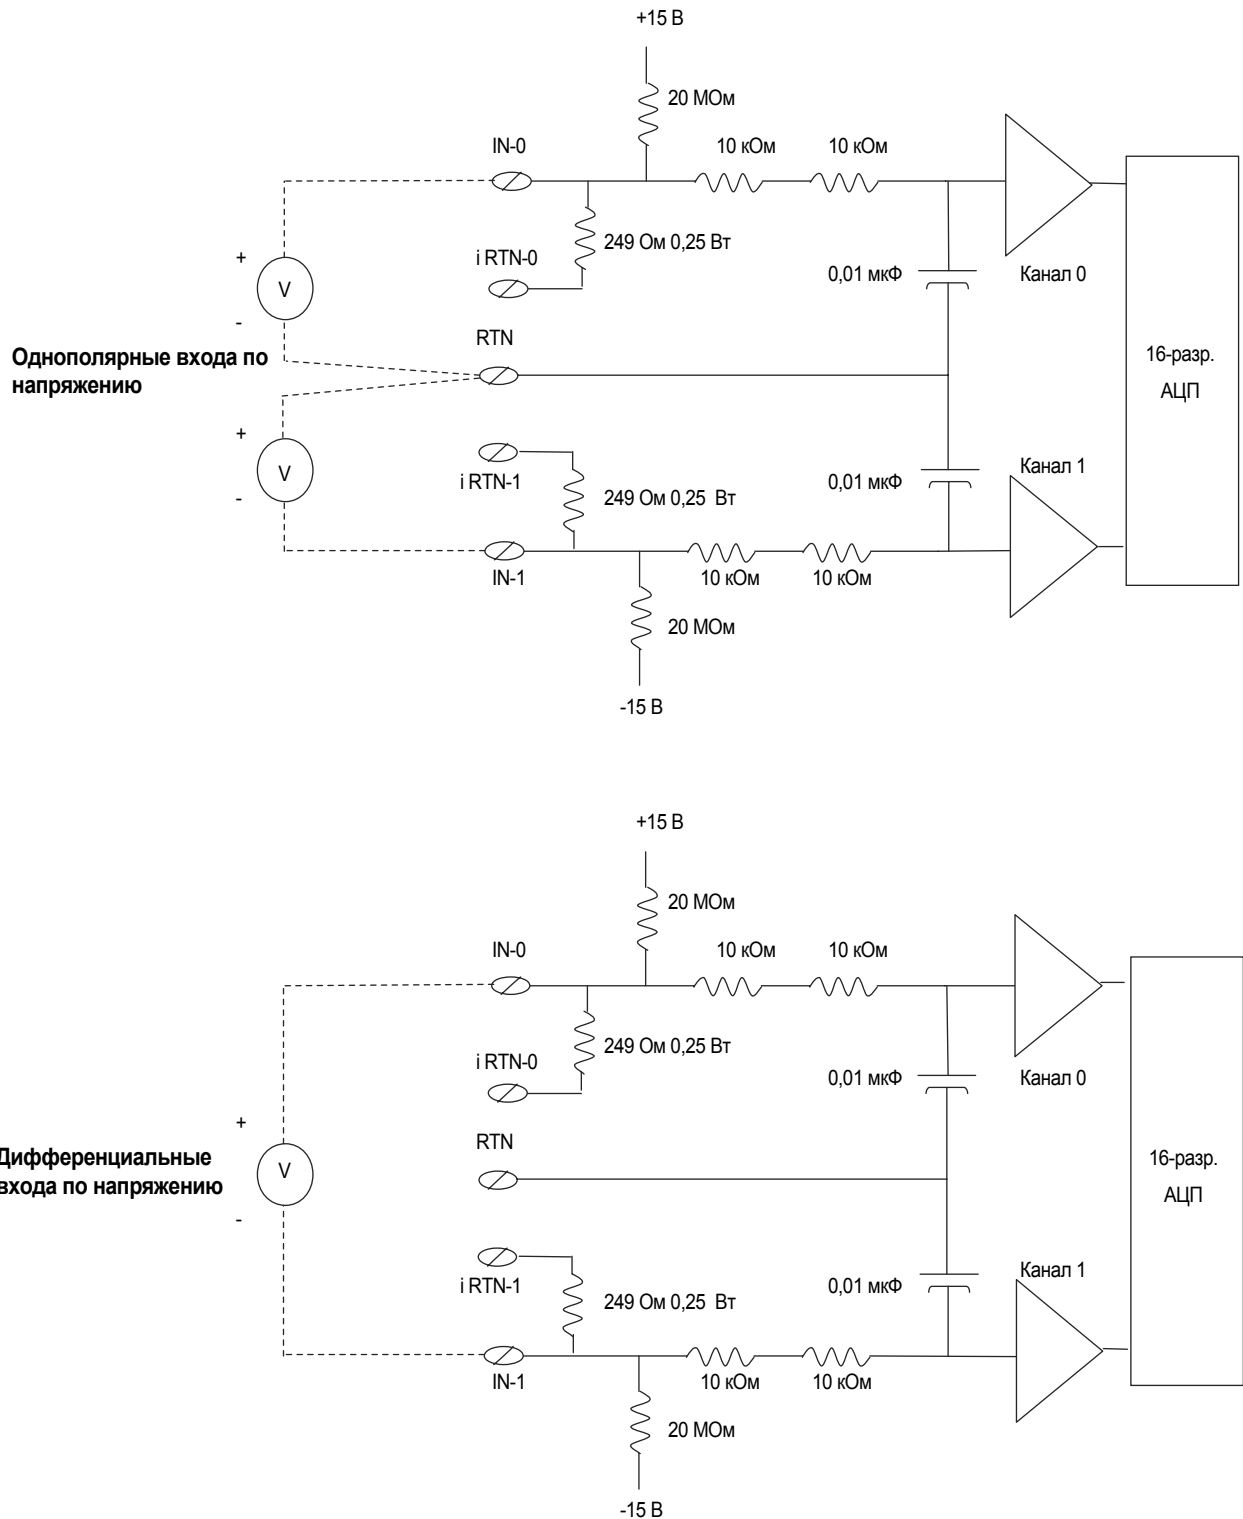 +15 В
20 МОм
IN-0
10 кОм
10 кОм
249 Ом 0,25 Вт
i RTN-0
+
V
-
0,01 мкФ
Канал 0
RTN
Однополярные входа по
напряжению
16-разр.
АЦП
+
V
-
i RTN-1
249 Ом 0,25 Вт
0,01 мкФ
Канал 1
IN-1
10 кОм
10 кОм
20 МОм
-15 В
+15 В
20 МОм
IN-0
10 кОм
10 кОм
249 Ом 0,25 Вт
i RTN-0
0,01 мкФ
Канал 0
+
RTN
Дифференциальные
входа по напряжению
V
-
16-разр.
АЦП
i RTN-1
249 Ом 0,25 Вт
0,01 мкФ
Канал 1
IN-1
10 кОм
10 кОм
20 МОм
-15 В